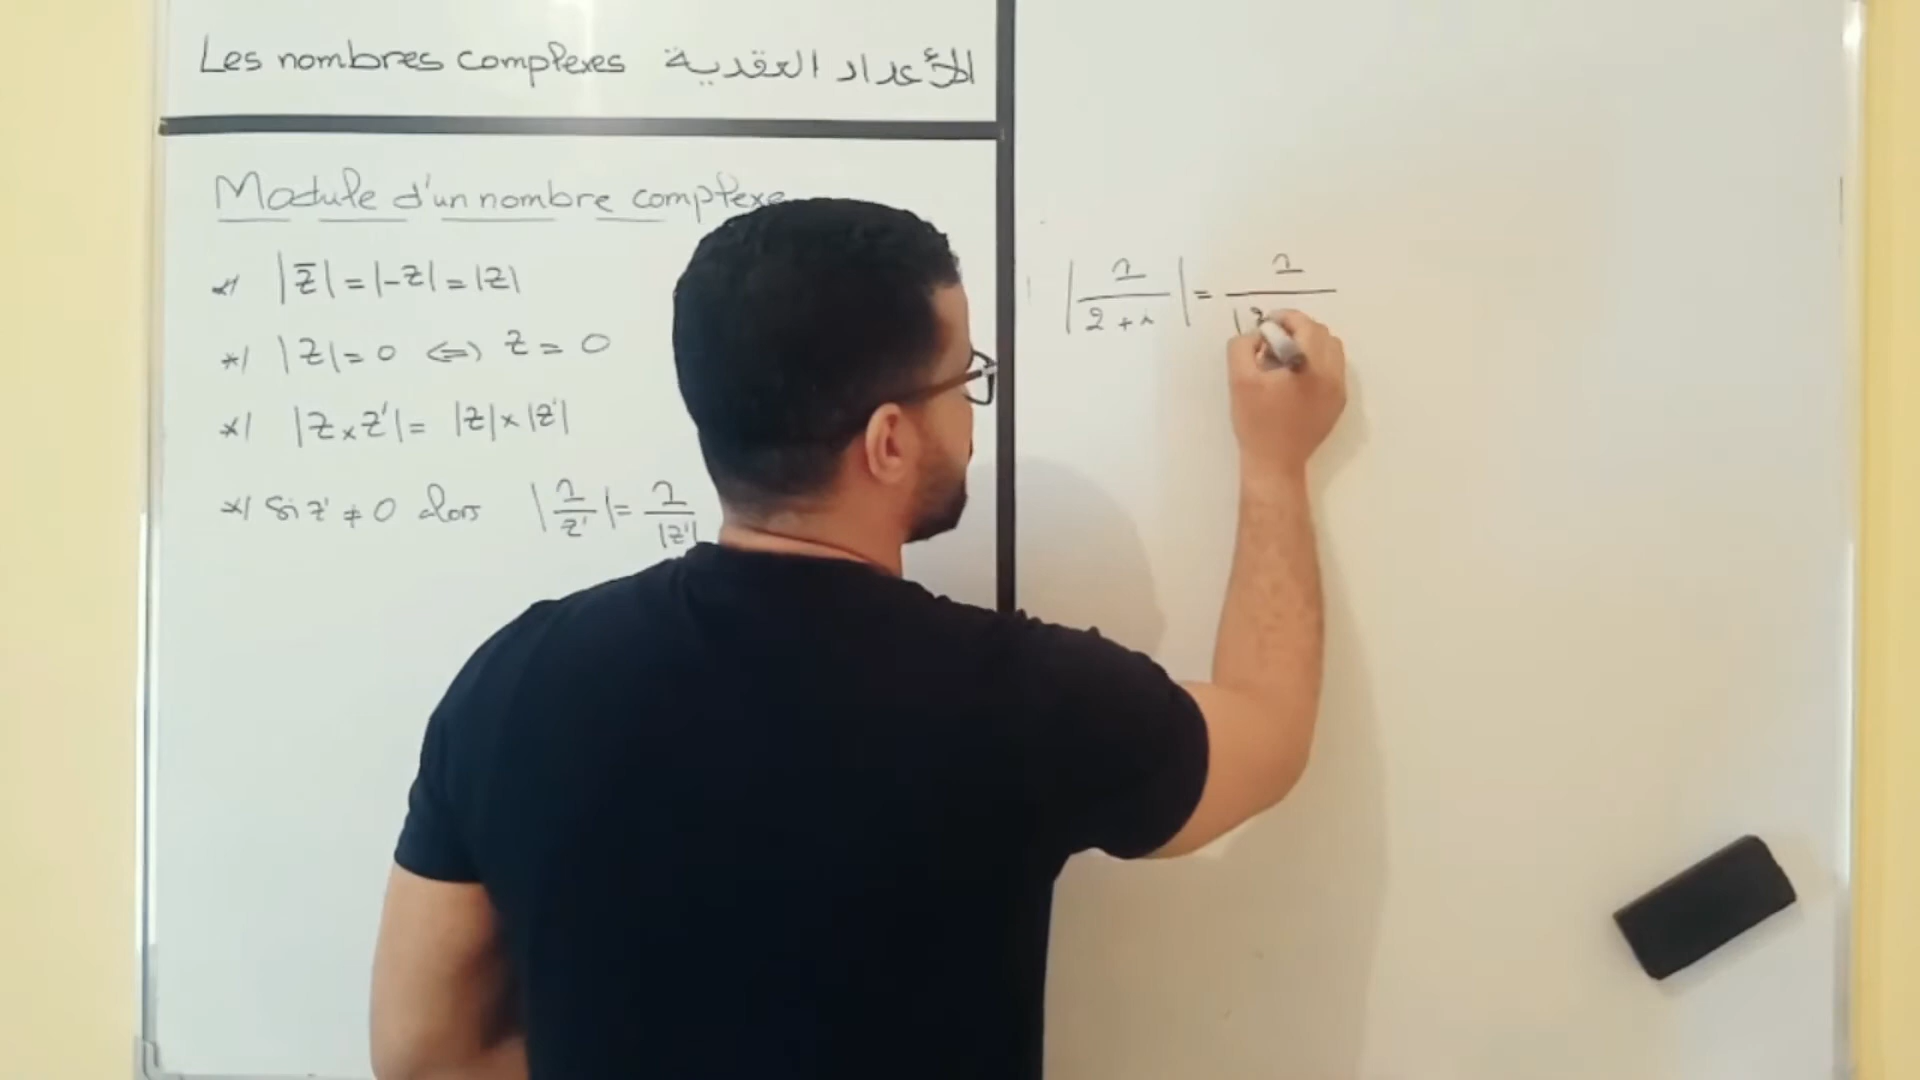 Les nombres complexes الأعداد العقدية
Module d'un nombre complexe
*/ |z̅| = |-z| = |z|
*/ |z| = 0 ⇔ z = 0
*/ |z×z'| = |z|×|z'|
*/ Si z' ≠ 0 alors |1/z'| = 1/|z'|
|1/(2+i)| = 1/|2